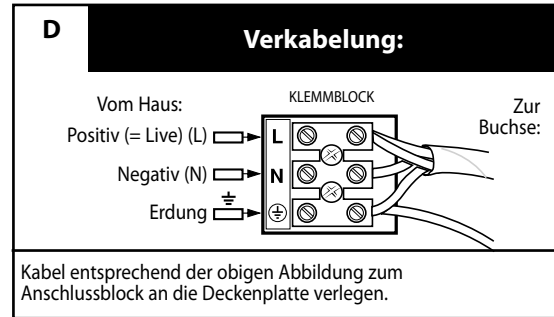 D
Verkabelung:
Vom Haus:
KLEMMBLOCK
Zur
Buchse:
Positiv (= Live) (L)
L
Negativ (N)
N
Erdung
Kabel entsprechend der obigen Abbildung zum
Anschlussblock an die Deckenplatte verlegen.